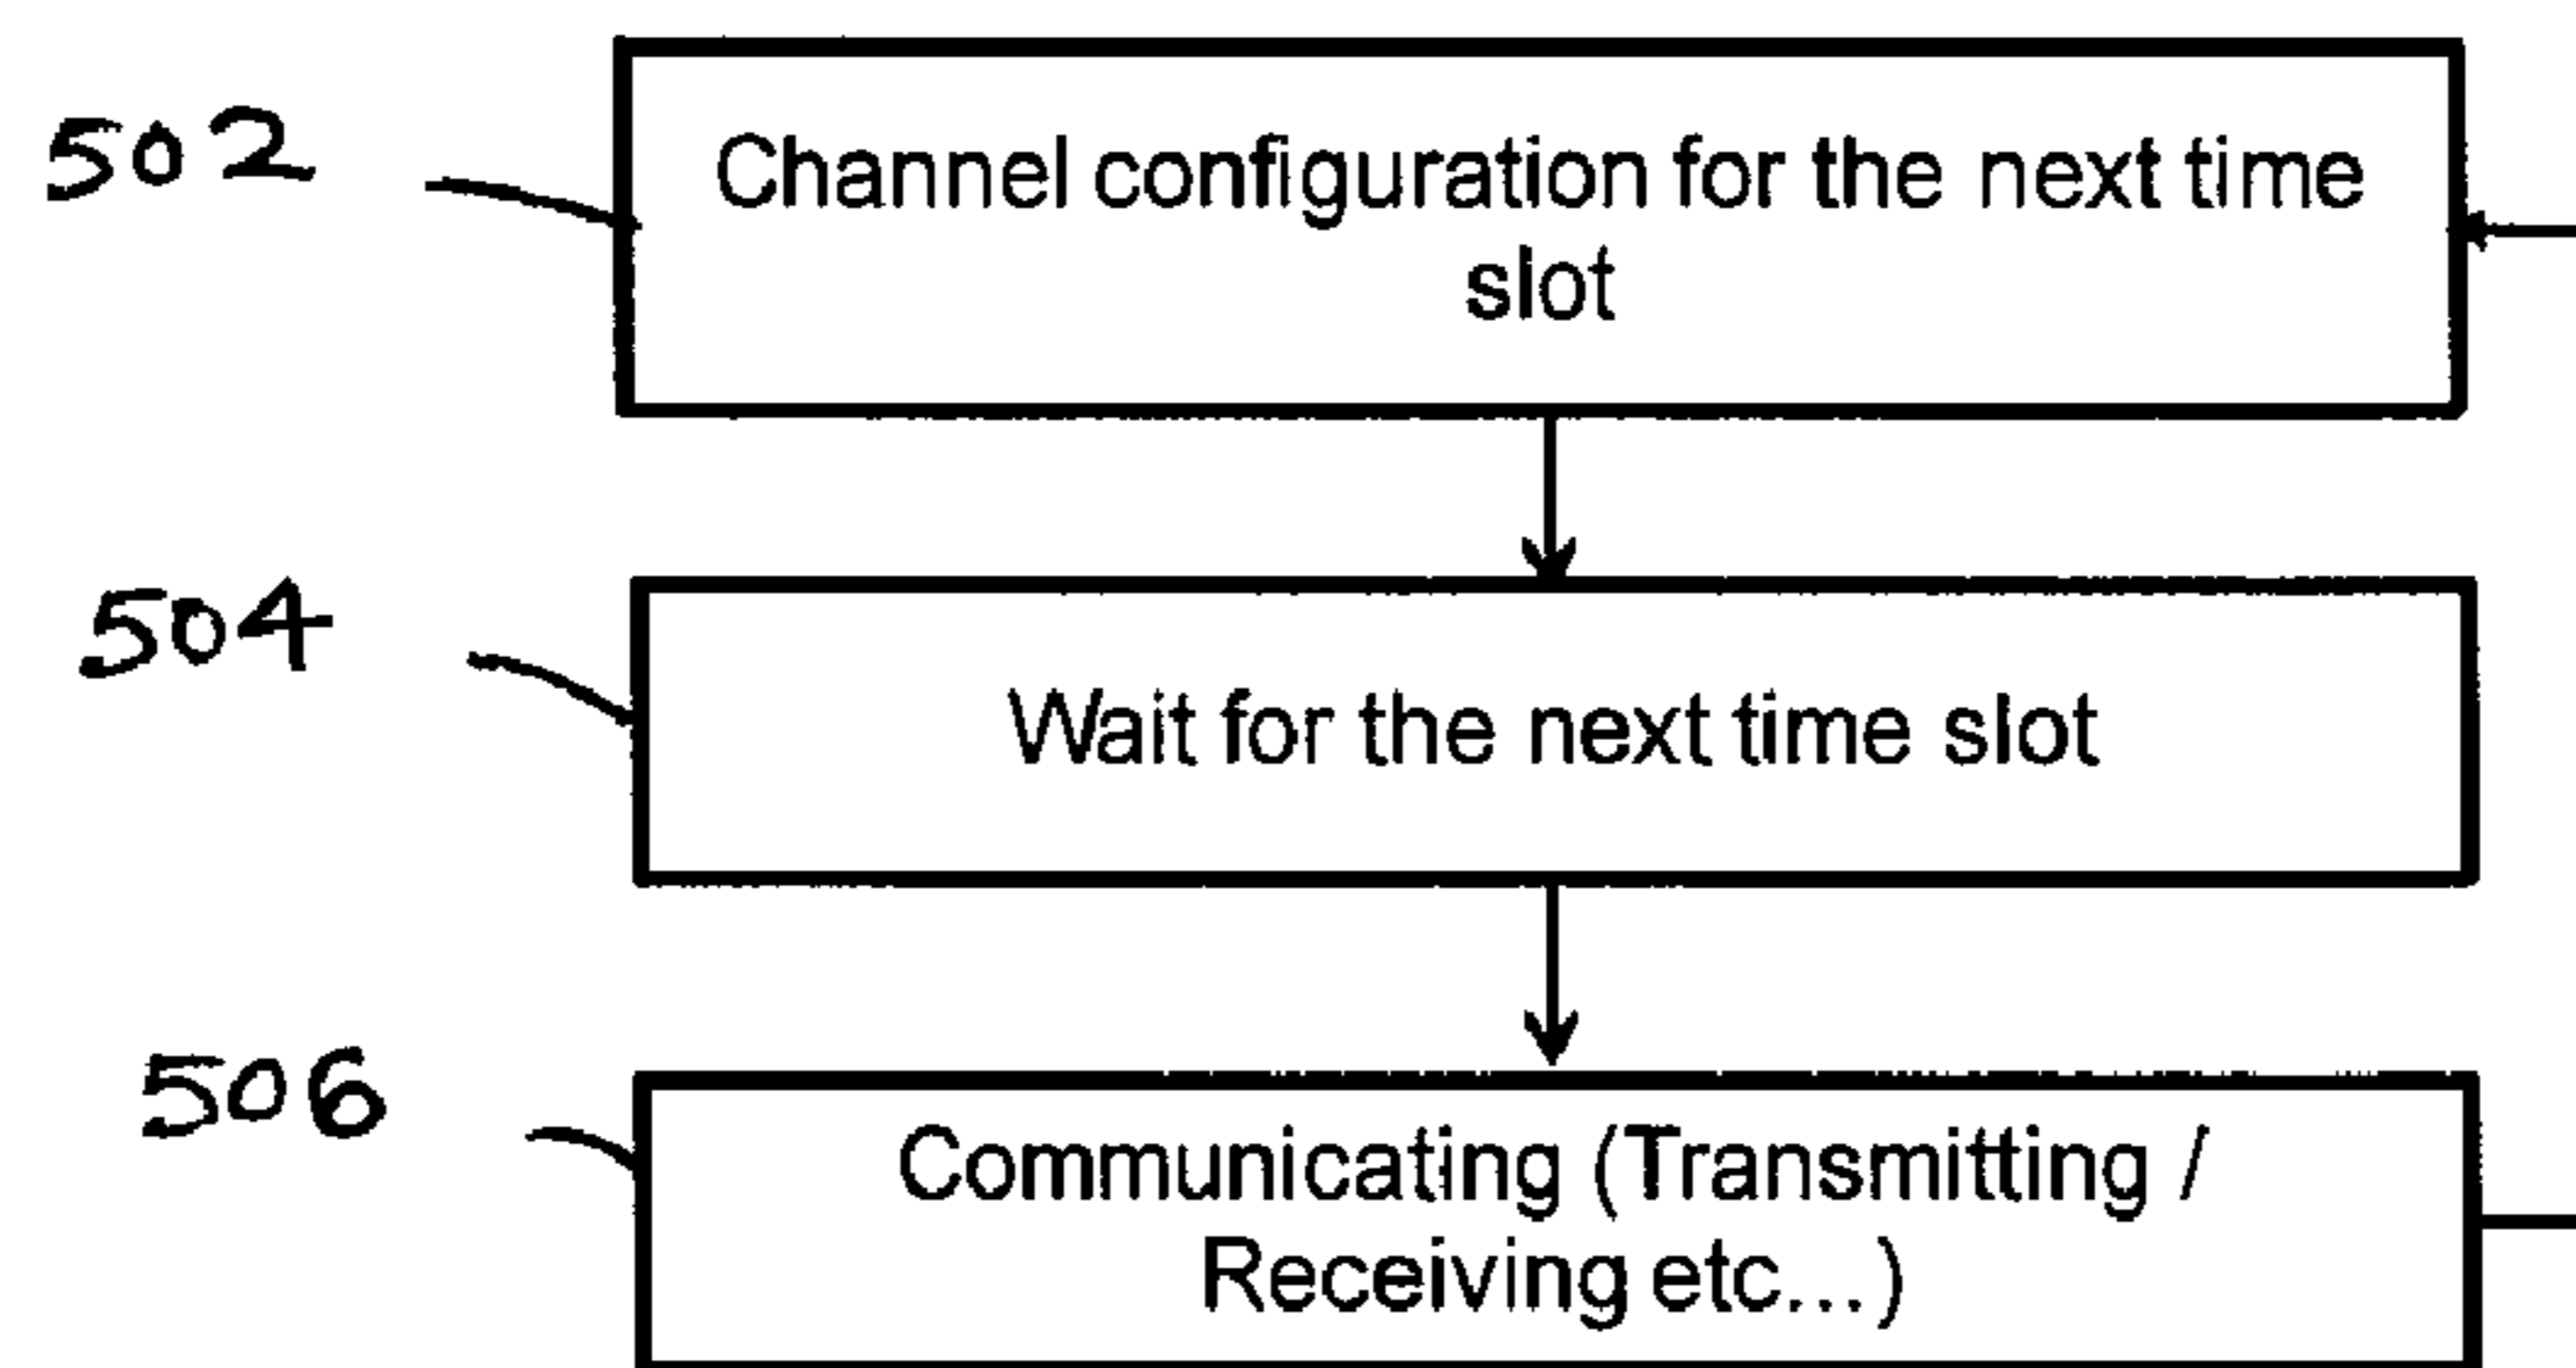 502
Channel configuration for the next time
slot
504
Wait for the next time slot
506
Communicating (Transmitting /
Receiving etc...)